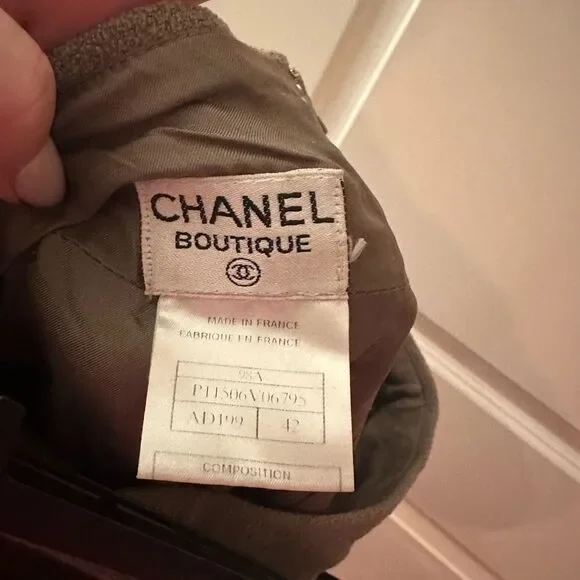 CHANEL
BOUTIQUE
MADE IN FRANCE
FABRIQUE EN FRANCE
98A
P11506V06795
AD199 42
COMPOSITION